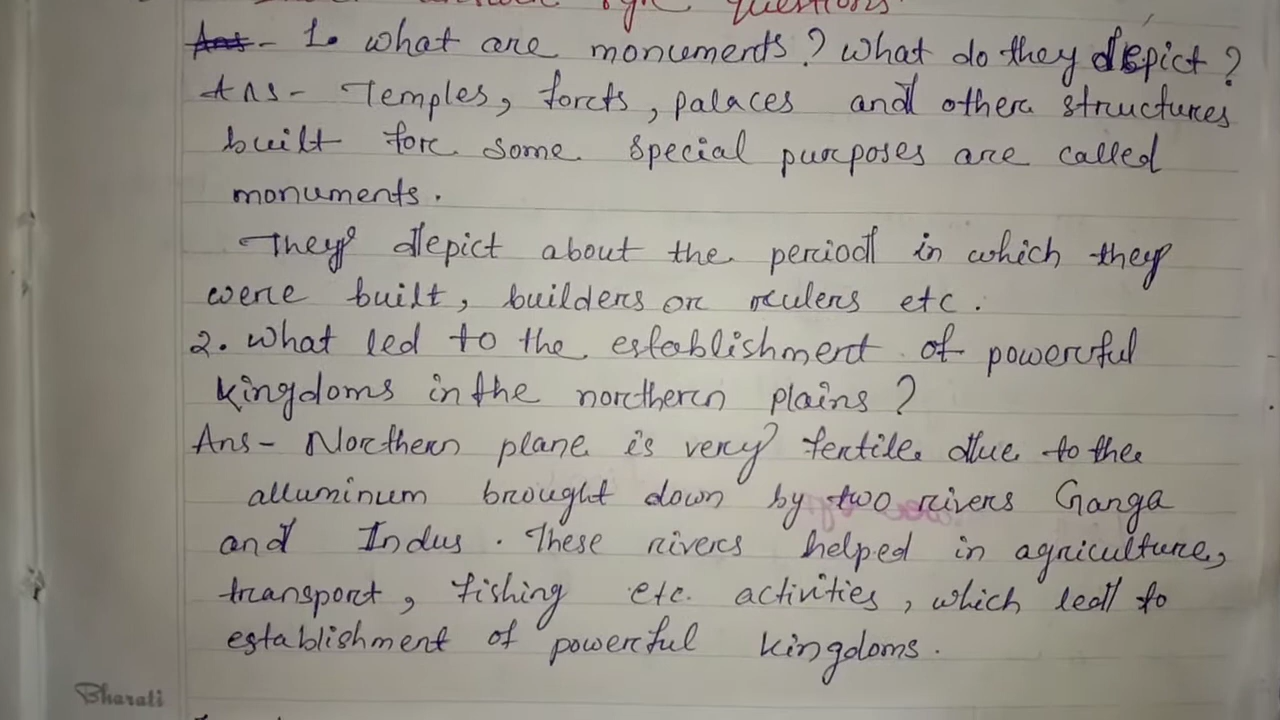 questions.
Ans - 1. What are monuments? What do they depict?
Ans - Temples, forts, palaces and other structures
built for some special purposes are called
monuments.
They depict about the period in which they
were built, builders or rulers etc.
2. What led to the establishment of powerful
kingdoms in the northern plains?
Ans - Northern plane is very fertile due to the
alluminum brought down by two rivers Ganga
and Indus. These rivers helped in agriculture,
transport, fishing etc. activities, which led to
establishment of powerful kingdoms.
Bharati